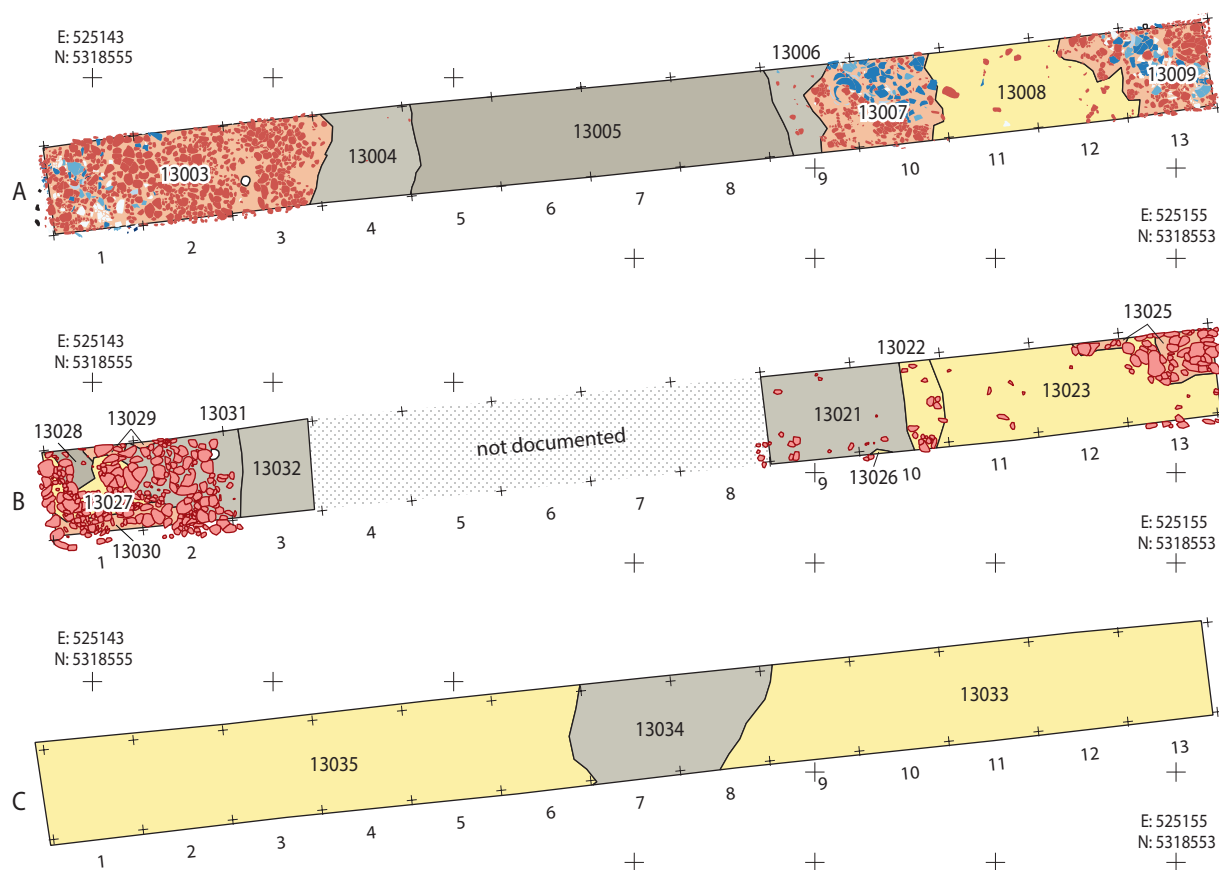 E: 525143
N: 5318555
13006
13009
13008
13007
13005
13004
13003
A
1 2 3 4 5 6 7 8 9 10 11 12 13
E: 525155
N: 5318553
E: 525143
N: 5318555
13025
13022
13023
13031
13029
13028
13021
not documented
13032
13026
13027
13030
B
1 2 3 4 5 6 7 8 9 10 11 12 13
E: 525155
N: 5318553
E: 525143
N: 5318555
13033
13034
13035
C
1 2 3 4 5 6 7 8 9 10 11 12 13
E: 525155
N: 5318553